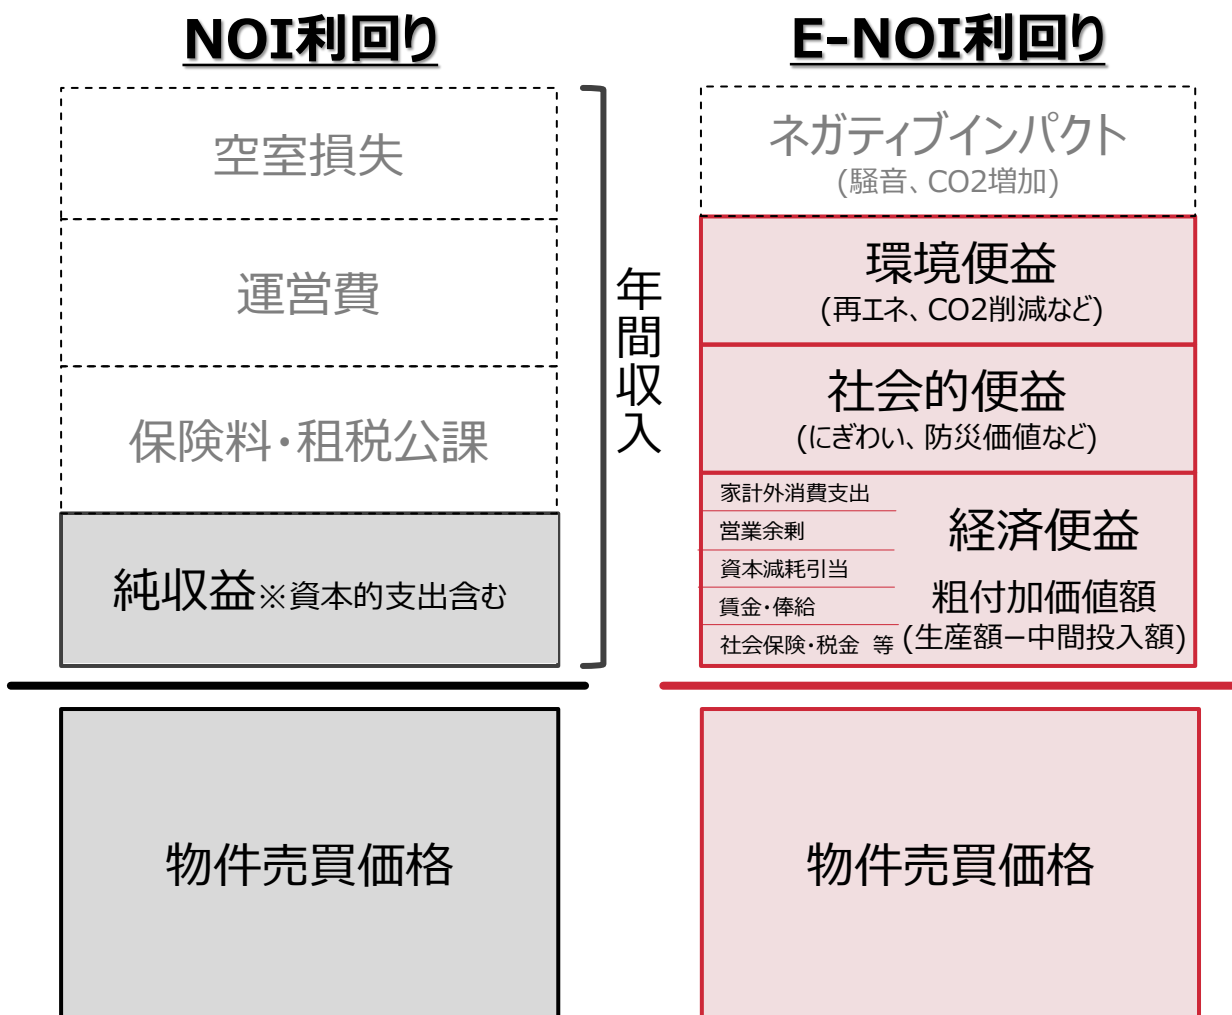 NOI利回り
空室損失
運営費
保険料・租税公課
純収益※資本的支出含む
年間収入
物件売買価格
E-NOI利回り
ネガティブインパクト
(騒音、CO2増加)
環境便益
(再エネ、CO2削減など)
社会的便益
(にぎわい、防災価値など)
家計外消費支出
営業余剰
資本減耗引当
賃金・俸給
社会保険・税金 等
経済便益
粗付加価値額
(生産額−中間投入額)
物件売買価格